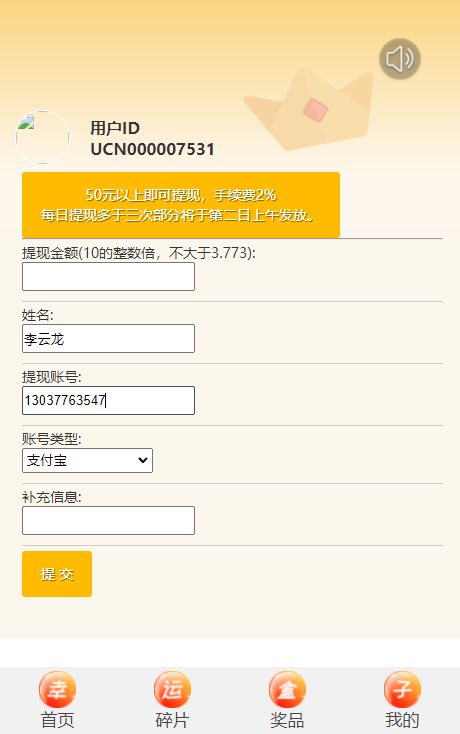 用户ID
UCN000007531
50元以上即可提现，手续费2%
每日提现多于三次部分将于第二日上午发放。
提现金额(10的整数倍，不大于3.773):
姓名:
李云龙
提现账号:
13037763547
账号类型:
支付宝
补充信息:
提 交
幸 运 盒 子
首页 碎片 奖品 我的